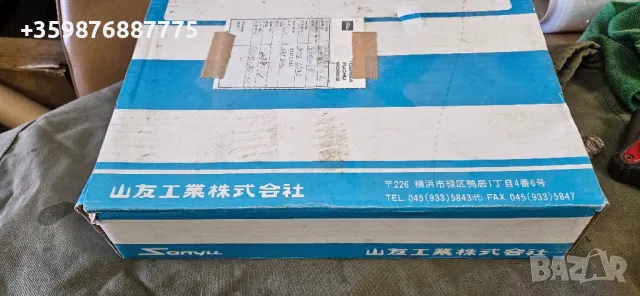 +359876887775
山友工業株式会社
〒226 横浜市緑区鴨居1丁目4番6号
TEL 045(933)5843代 FAX 045(933)5847
Sanyu
山友工業株式会社
BAZAR
bg